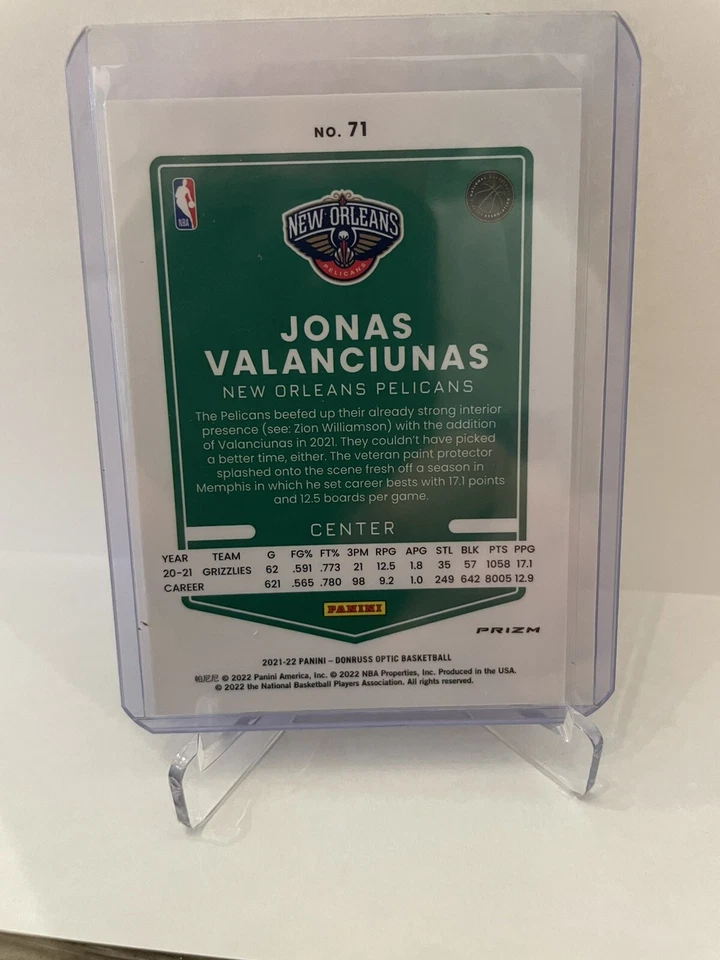 NO. 71
NBA
NEW ORLEANS
PELICANS
JONAS
VALANCIUNAS
NEW ORLEANS PELICANS
The Pelicans beefed up their already strong interior
presence (see: Zion Williamson) with the addition
of Valanciunas in 2021. They couldn't have picked
a better time, either. The veteran paint protector
splashed onto the scene fresh off a season in
Memphis in which he set career bests with 17.1 points
and 12.5 boards per game.
CENTER
YEAR TEAM G FG% FT% 3PM RPG APG STL BLK PTS PPG
20-21 GRIZZLIES 62 .591 .773 21 12.5 1.8 35 57 1058 17.1
CAREER 621 .565 .780 98 9.2 1.0 249 642 8005 12.9
PANINI
PRIZM
2021-22 PANINI – DONRUSS OPTIC BASKETBALL
帕尼尼 © 2022 Panini America, Inc. © 2022 NBA Properties, Inc. Produced in the USA.
© 2022 the National Basketball Players Association. All rights reserved.